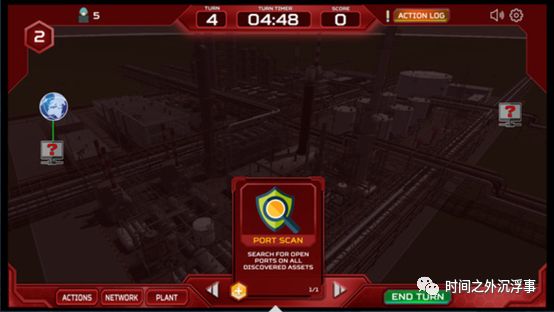 5
TURN
4
TURN TIMER
04:48
SCORE
0
!
ACTION LOG
2
?
?
PORT SCAN
SEARCH FOR OPEN
PORTS ON ALL
DISCOVERED ASSETS
1/1
ACTIONS
NETWORK
PLANT
END TURN
时间之外沉浮事